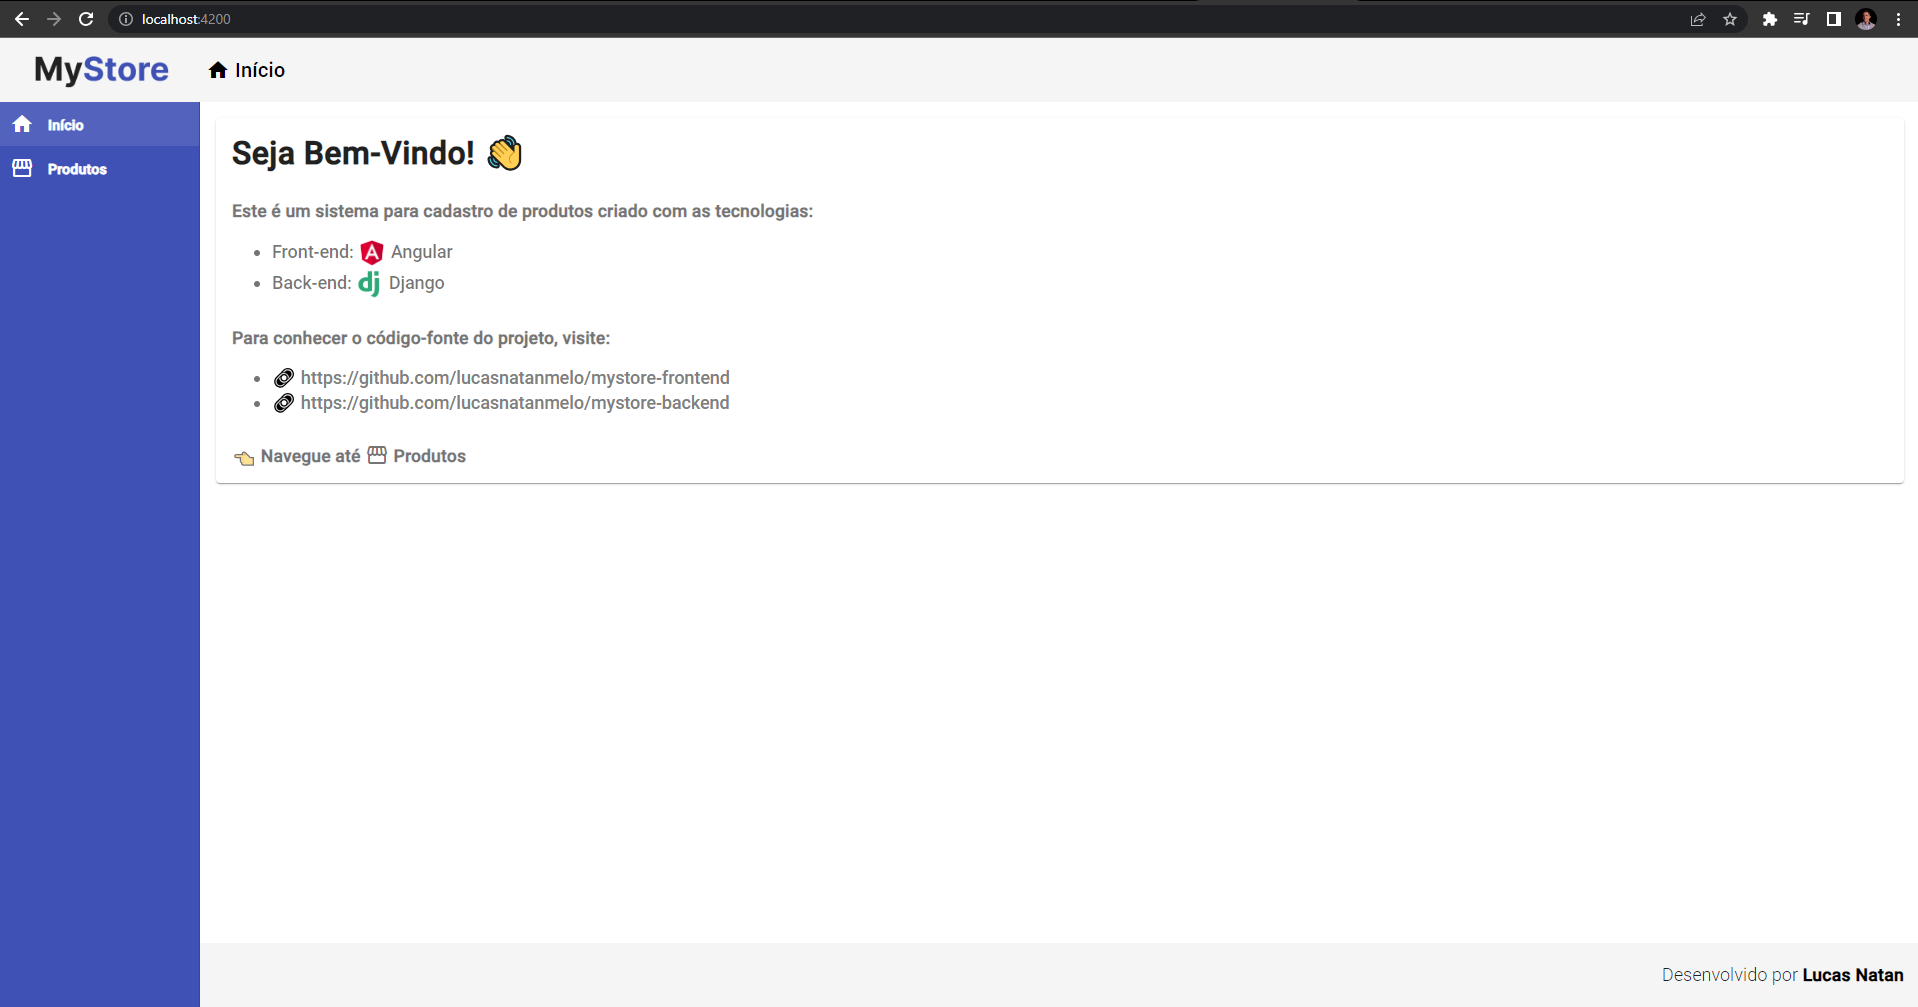 localhost:4200
MyStore
Início
Início
Produtos
Seja Bem-Vindo! 👋
Este é um sistema para cadastro de produtos criado com as tecnologias:
Front-end: Angular
Back-end: dj Django
Para conhecer o código-fonte do projeto, visite:
https://github.com/lucasnatanmelo/mystore-frontend
https://github.com/lucasnatanmelo/mystore-backend
👈 Navegue até Produtos
Desenvolvido por Lucas Natan